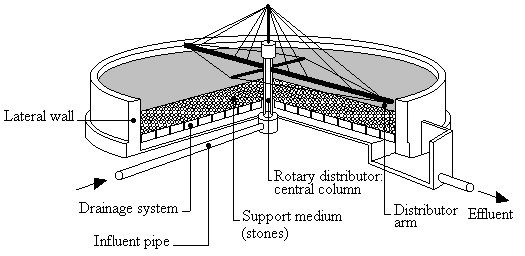 Lateral wall
Drainage system
Influent pipe
Support medium
(stones)
Rotary distributor:
central column
Distributor
arm
Effluent